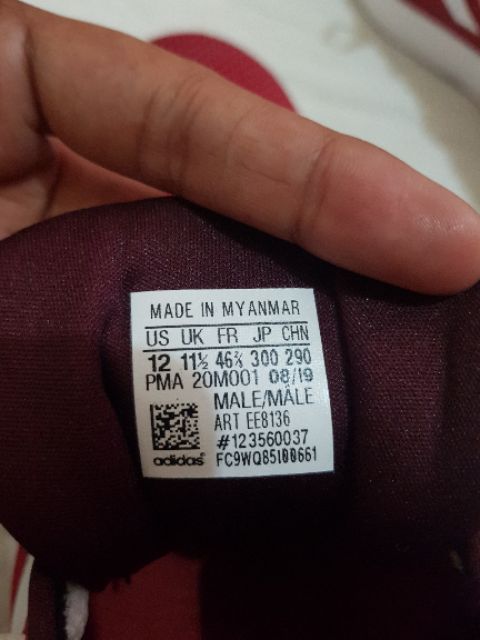 MADE IN MYANMAR
US UK FR JP CHN
12 11½ 46⅔ 300 290
PMA 20M001 08/19
MALE/MÂLE
ART EE8136
#123560037
adidas® FC9WQ85100661